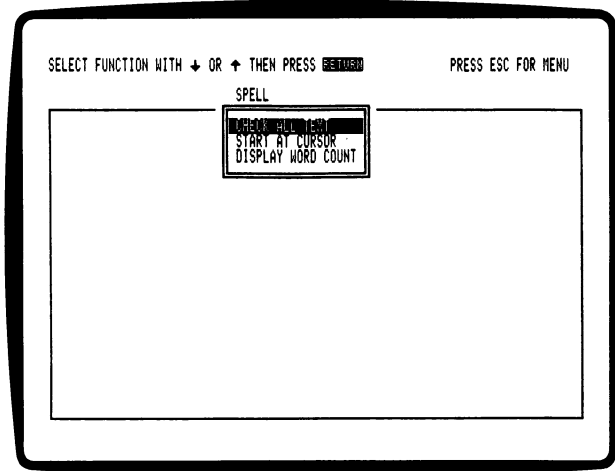 SELECT FUNCTION WITH ↓ OR ↑ THEN PRESS RETURN PRESS ESC FOR MENU
SPELL
CHECK ALL TEXT
START AT CURSOR
DISPLAY WORD COUNT